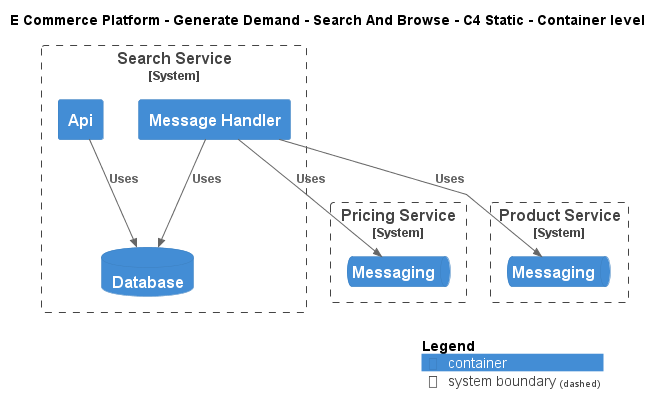 E Commerce Platform - Generate Demand - Search And Browse - C4 Static - Container level
Search Service
[System]
Api
Message Handler
Uses
Uses
Uses
Uses
Pricing Service
[System]
Product Service
[System]
Database
Messaging
Messaging
Legend
container
system boundary (dashed)